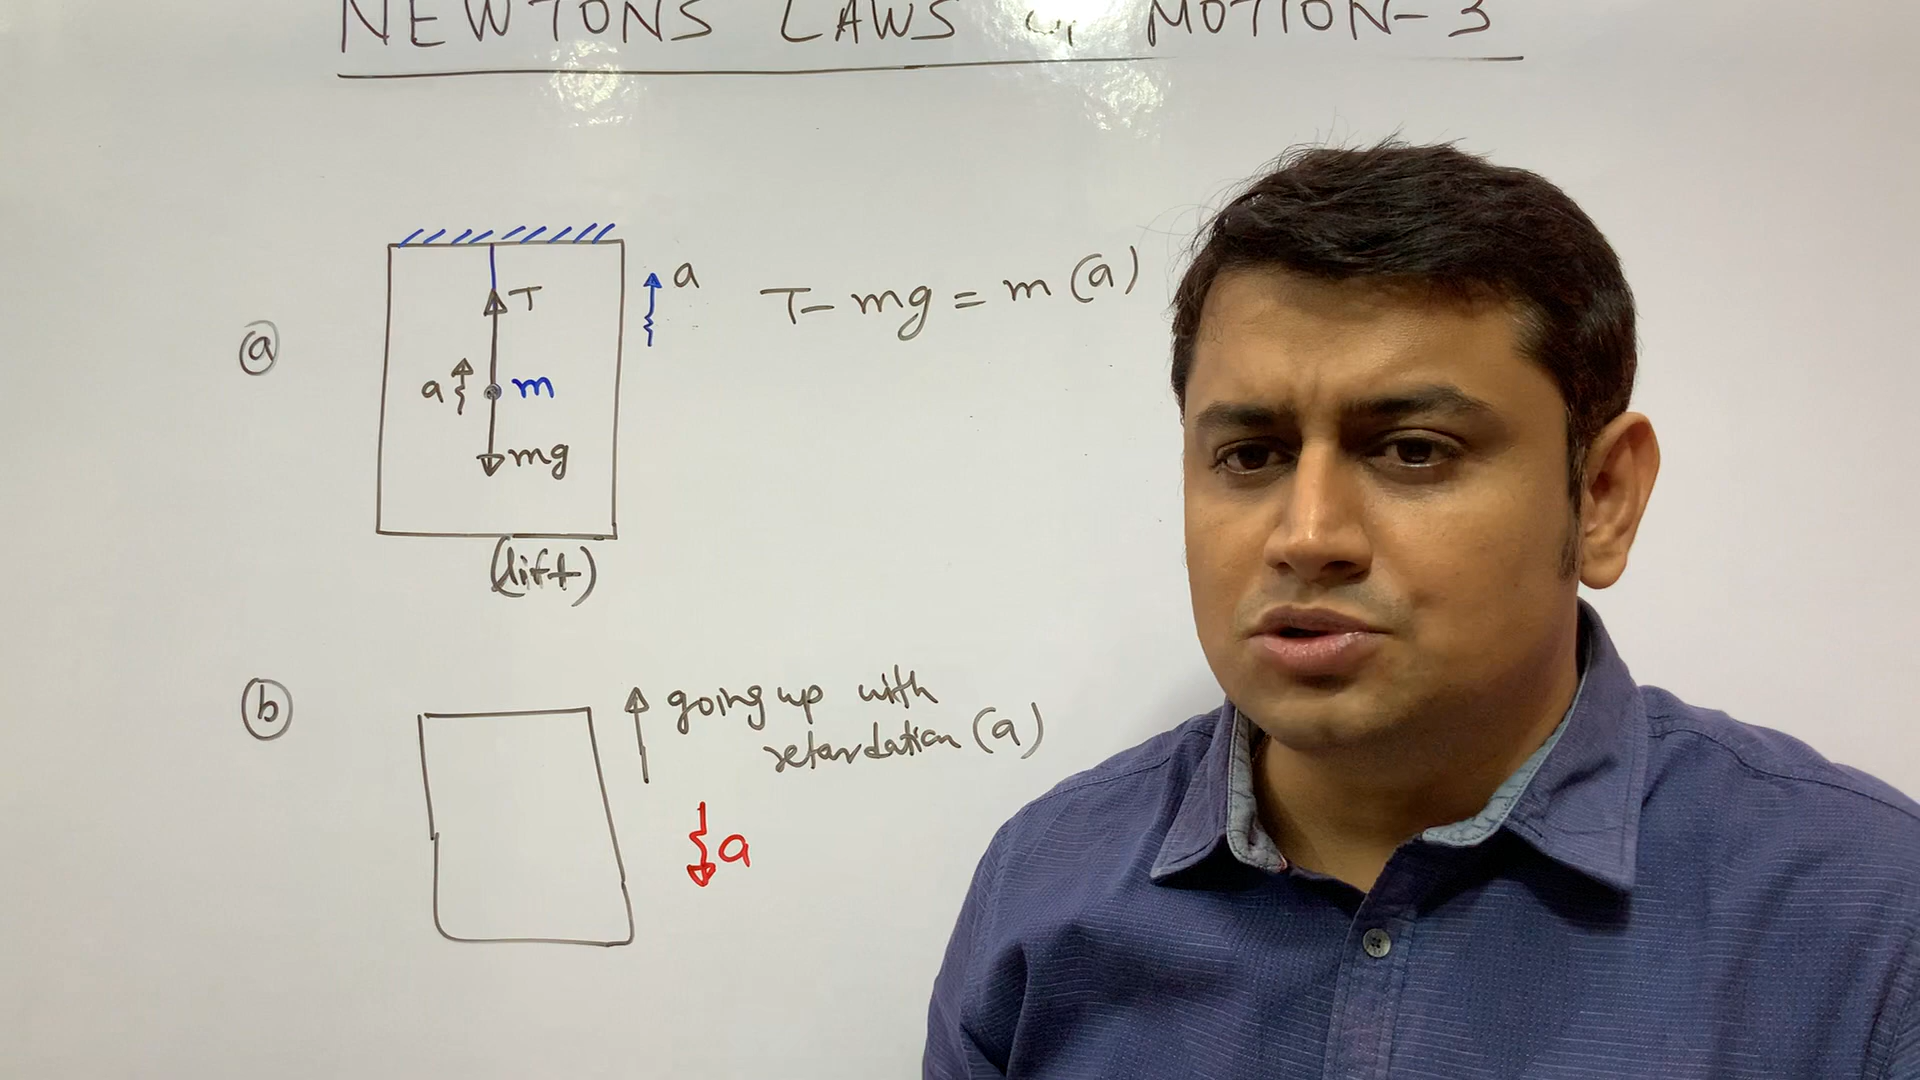 NEWTONS LAWS MOTION-3
a
T
a
T - mg = m (a)
a
m
mg
(lift)
b
going up with
retardation (a)
a